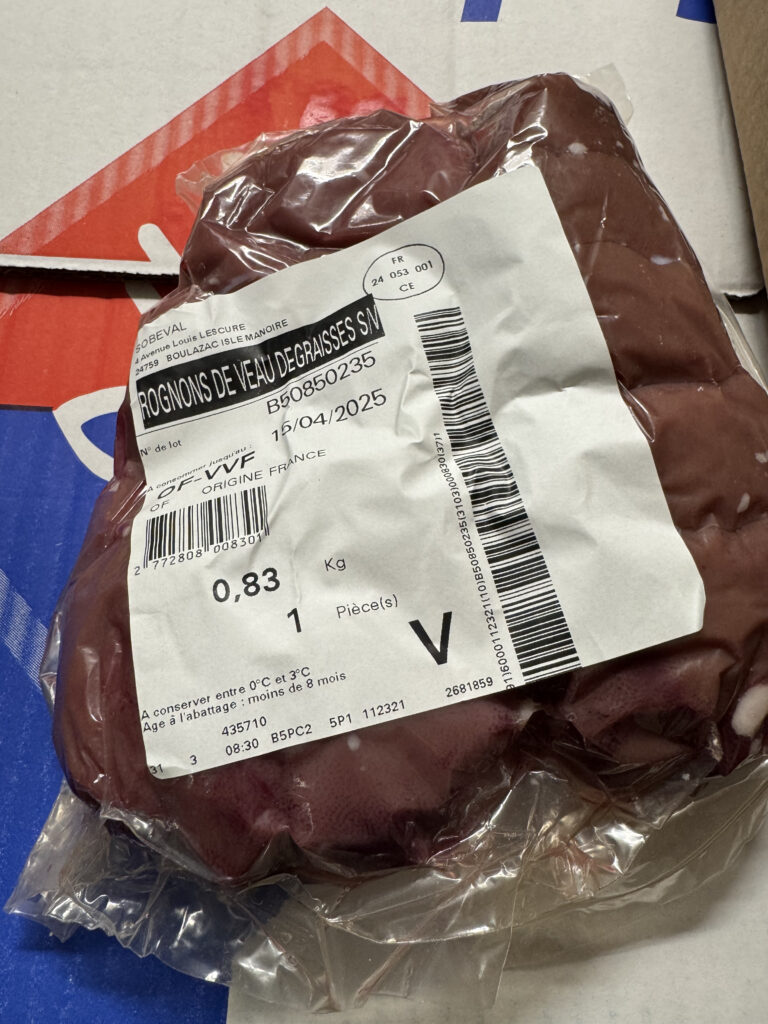 FR
24 053 001
CE
SOBEVAL
4 Avenue Louis LESCURE
24759 BOULAZAC ISLE MANOIRE
ROGNONS DE VEAU DEGRAISSES S/V
N° de lot
B50850235
A consommer jusqu'au :
15/04/2025
OF-VVF
OF ORIGINE FRANCE
2 772808 008301
0,83 Kg
1 Pièce(s)
V
A conserver entre 0°C et 3°C
Age à l'abattage : moins de 8 mois
435710
31 3 08:30 B5PC2 5P1 112321 2681859